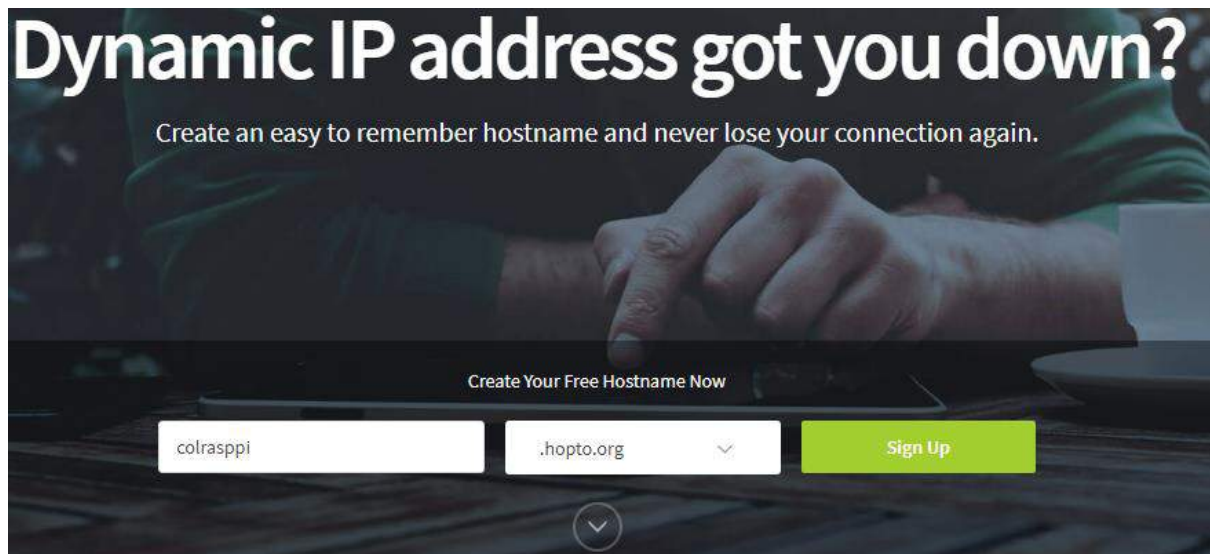 Dynamic IP address got you down?
Create an easy to remember hostname and never lose your connection again.
Create Your Free Hostname Now
colrasppi
.hopto.org
Sign Up